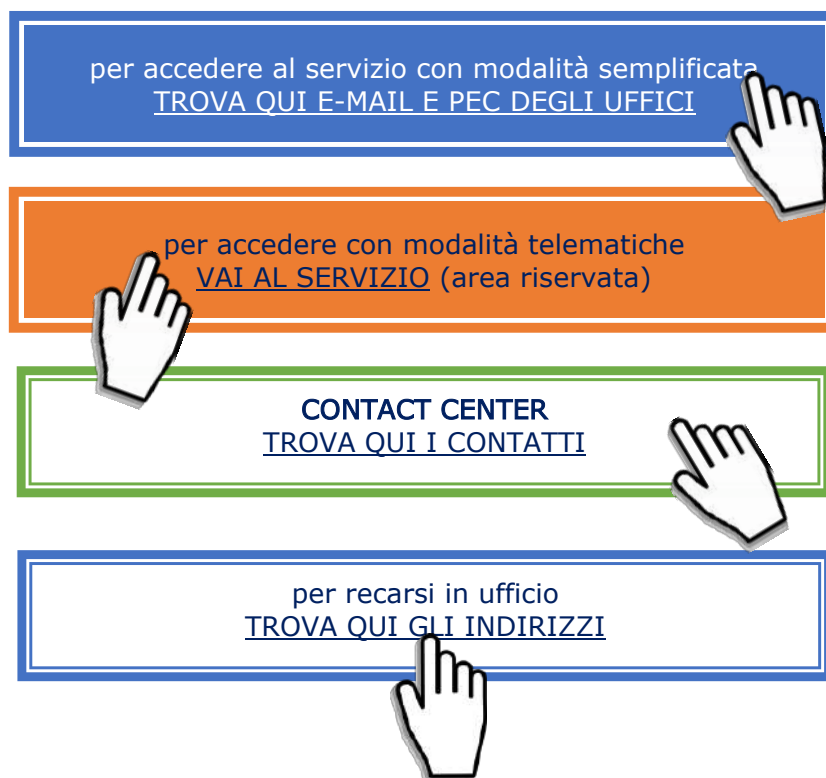 per accedere al servizio con modalità semplificata
TROVA QUI E-MAIL E PEC DEGLI UFFICI
per accedere con modalità telematiche
VAI AL SERVIZIO (area riservata)
CONTACT CENTER
TROVA QUI I CONTATTI
per recarsi in ufficio
TROVA QUI GLI INDIRIZZI